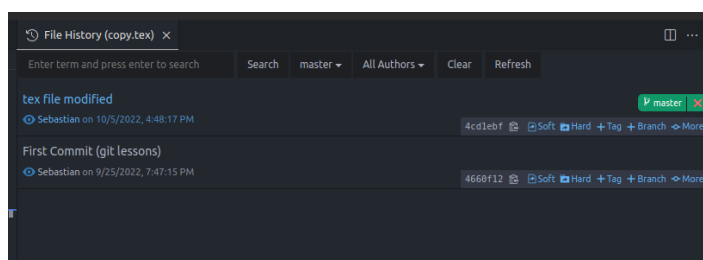 File History (copy.tex) ×
Enter term and press enter to search Search master All Authors Clear Refresh
tex file modified master
Sebastian on 10/5/2022, 4:48:17 PM 4cd1ebf Soft Hard +Tag +Branch More
First Commit (git lessons)
Sebastian on 9/25/2022, 7:47:15 PM 4660f12 Soft Hard +Tag +Branch More